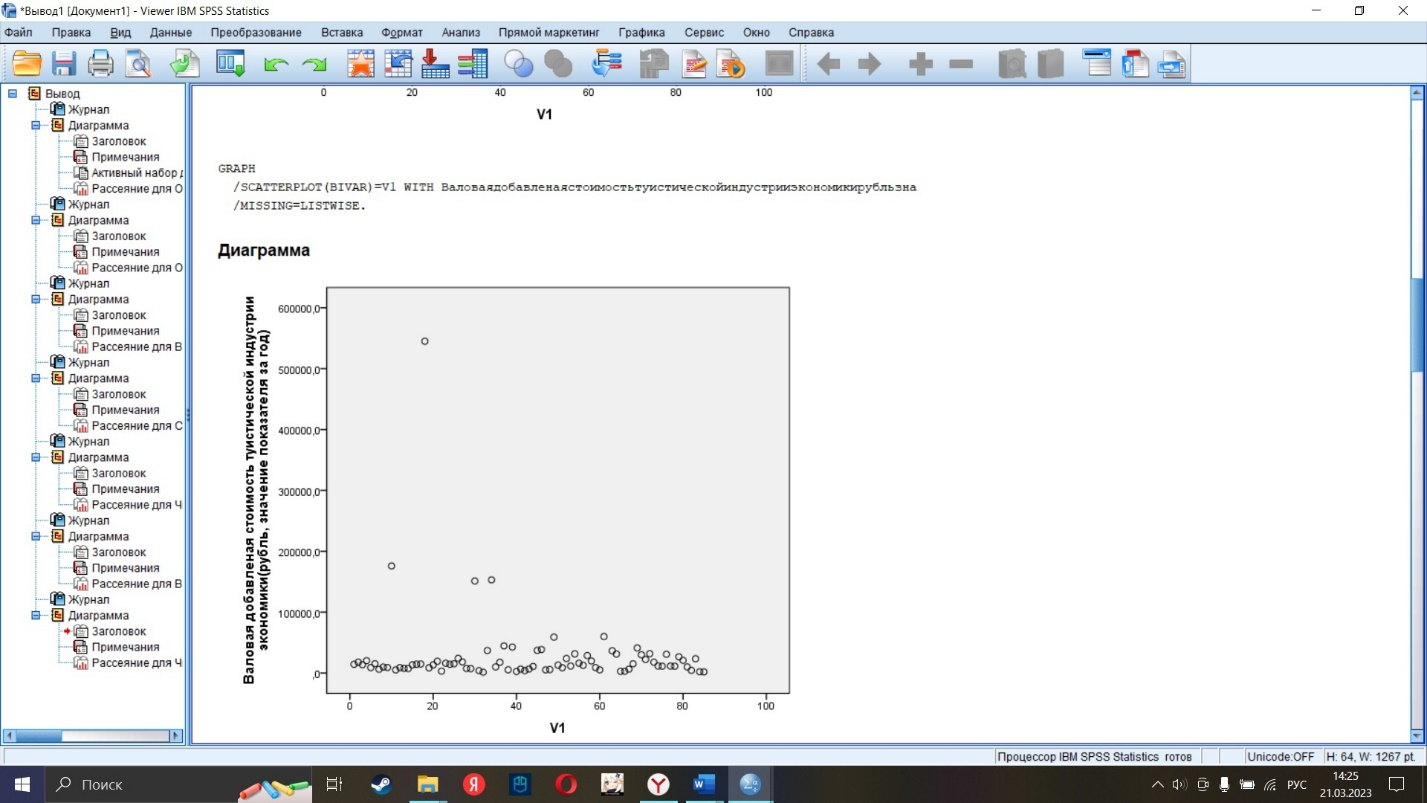 *Вывод1 [Документ1] - Viewer IBM SPSS Statistics
Файл Правка Вид Данные Преобразование Вставка Формат Анализ Прямой маркетинг Графика Сервис Окно Справка
Вывод
Журнал
Диаграмма
Заголовок
Примечания
Активный набор д
Рассеяние для О
Журнал
Диаграмма
Заголовок
Примечания
Рассеяние для О
Журнал
Диаграмма
Заголовок
Примечания
Рассеяние для В
Журнал
Диаграмма
Заголовок
Примечания
Рассеяние для С
Журнал
Диаграмма
Заголовок
Примечания
Рассеяние для Ч
Журнал
Диаграмма
Заголовок
Примечания
Рассеяние для В
Журнал
Диаграмма
Заголовок
Примечания
Рассеяние для Ч
0 20 40 60 80 100
V1
GRAPH
/SCATTERPLOT(BIVAR)=V1 WITH Валоваядобавленаястоимостьтуистическойиндустрииэкономикирубльзна
/MISSING=LISTWISE.
Диаграмма
Валовая добавленая стоимость туистической индустрии
экономики(рубль, значение показателя за год)
600000,0
500000,0
400000,0
300000,0
200000,0
100000,0
,0
0 20 40 60 80 100
V1
Процессор IBM SPSS Statistics готов Unicode:OFF H: 64, W: 1267 pt.
Поиск
РУС
14:25
21.03.2023